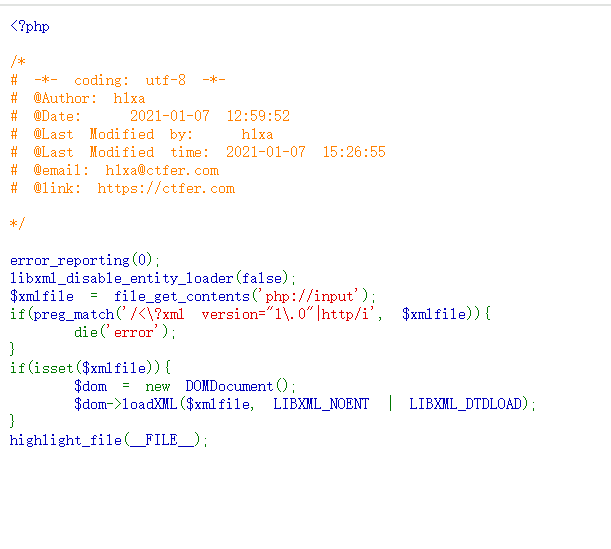 <?php
/*
# -*- coding: utf-8 -*-
# @Author: h1xa
# @Date: 2021-01-07 12:59:52
# @Last Modified by: h1xa
# @Last Modified time: 2021-01-07 15:26:55
# @email: h1xa@ctfer.com
# @link: https://ctfer.com
*/
error_reporting(0);
libxml_disable_entity_loader(false);
$xmlfile = file_get_contents('php://input');
if(preg_match('/<\?xml version="1\.0"|http/i', $xmlfile)){
die('error');
}
if(isset($xmlfile)){
$dom = new DOMDocument();
$dom->loadXML($xmlfile, LIBXML_NOENT | LIBXML_DTDLOAD);
}
highlight_file(__FILE__);